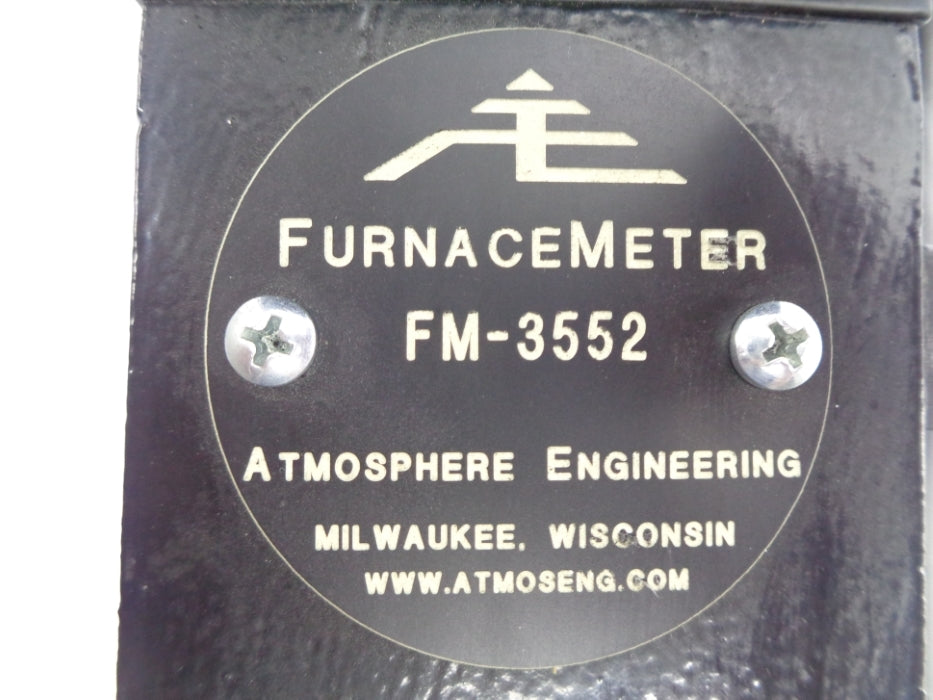 FURNACEMETER
FM-3552
ATMOSPHERE ENGINEERING
MILWAUKEE, WISCONSIN
WWW.ATMOSENG.COM